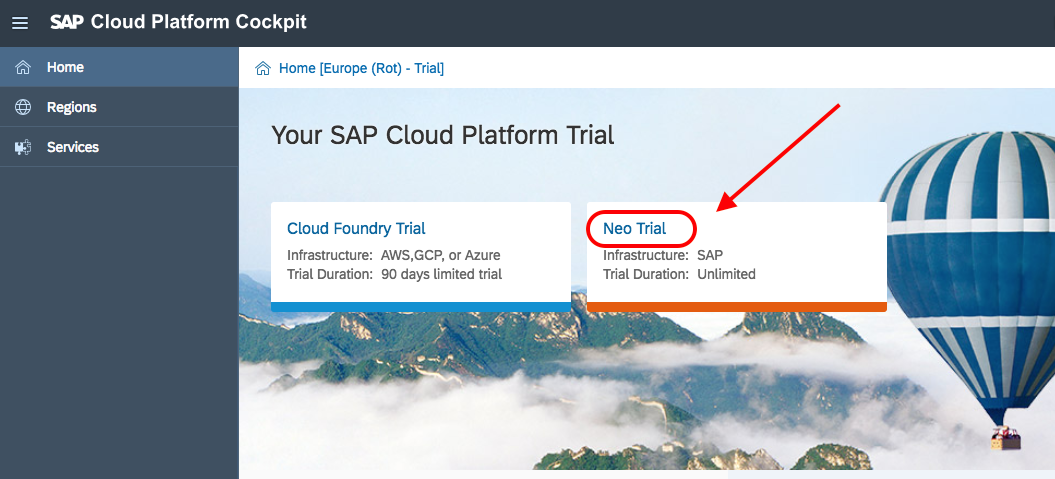 SAP Cloud Platform Cockpit
Home
Regions
Services
Home [Europe (Rot) - Trial]
Your SAP Cloud Platform Trial
Cloud Foundry Trial
Infrastructure: AWS,GCP, or Azure
Trial Duration: 90 days limited trial
Neo Trial
Infrastructure: SAP
Trial Duration: Unlimited